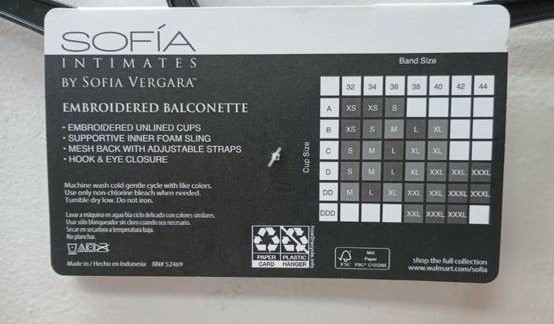 SOFÍA
INTIMATES
BY SOFIA VERGARA™
EMBROIDERED BALCONETTE
• EMBROIDERED UNLINED CUPS
• SUPPORTIVE INNER FOAM SLING
• MESH BACK WITH ADJUSTABLE STRAPS
• HOOK & EYE CLOSURE
Machine wash cold gentle cycle with like colors.
Use only non-chlorine bleach when needed.
Tumble dry low. Do not iron.
Lavar a máquina en agua fría ciclo delicado con colores similares.
Usar sólo blanqueador sin cloro cuando sea necesario.
Secar en secadora a temperatura baja.
No planchar.
Made in / Hecho en Indonesia RN# 52469
PAPER CARD
PLASTIC HANGER
Band Size
32 34 36 38 40 42 44
Cup Size
A XS XS S
B XS S M L XL
C S M L XL XL
D S M L XL XXL XXL XXXL
DD M L XL XXL XXL XXXL XXXL
DDD XXL XXXL XXXL
FSC
MIX
Paper
shop the full collection
www.walmart.com/sofia